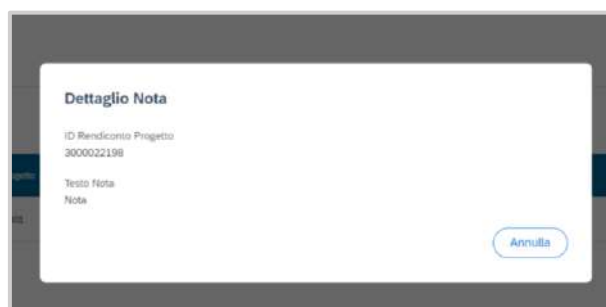 Dettaglio Nota
ID Rendiconto Progetto
3000022198
Testo Nota
Nota
Annulla